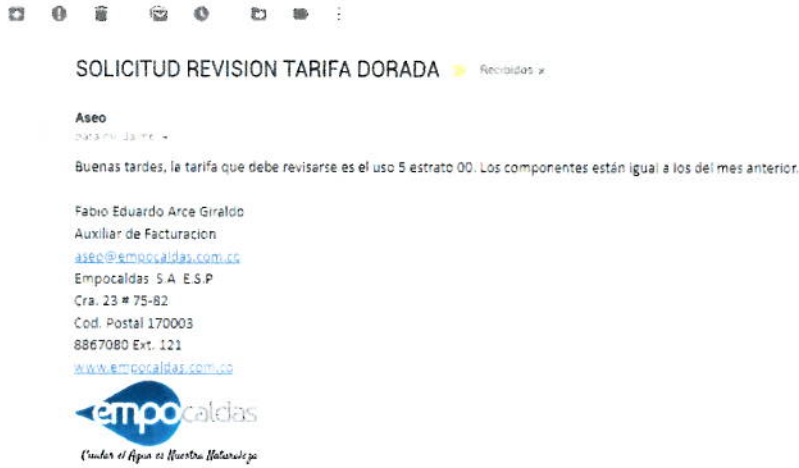 SOLICITUD REVISION TARIFA DORADA Recibidos x
Aseo
para mí, Jaime
Buenas tardes, la tarifa que debe revisarse es el uso 5 estrato 00. Los componentes están igual a los del mes anterior.
Fabio Eduardo Arce Giraldo
Auxiliar de Facturacion
aseo@empocaldas.com.co
Empocaldas S.A E.S.P
Cra. 23 # 75-82
Cod. Postal 170003
8867080 Ext. 121
www.empocaldas.com.co
empocaldas
Cuidar el Agua es Nuestra Naturaleza